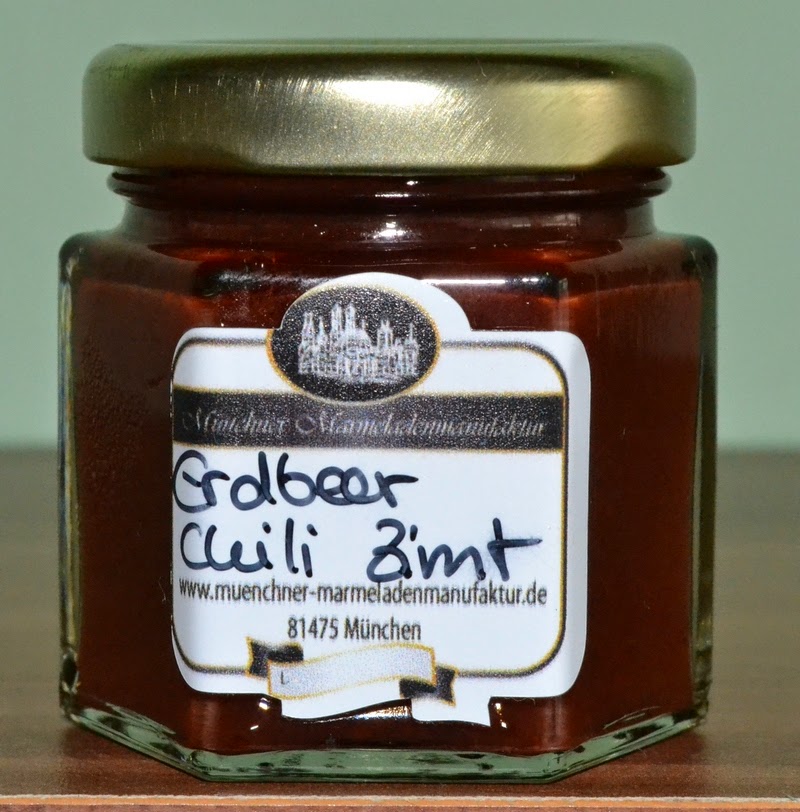 Münchner Marmeladenmanufaktur
Erdbeer
Chili Zimt
www.muenchner-marmeladenmanufaktur.de
81475 München
L